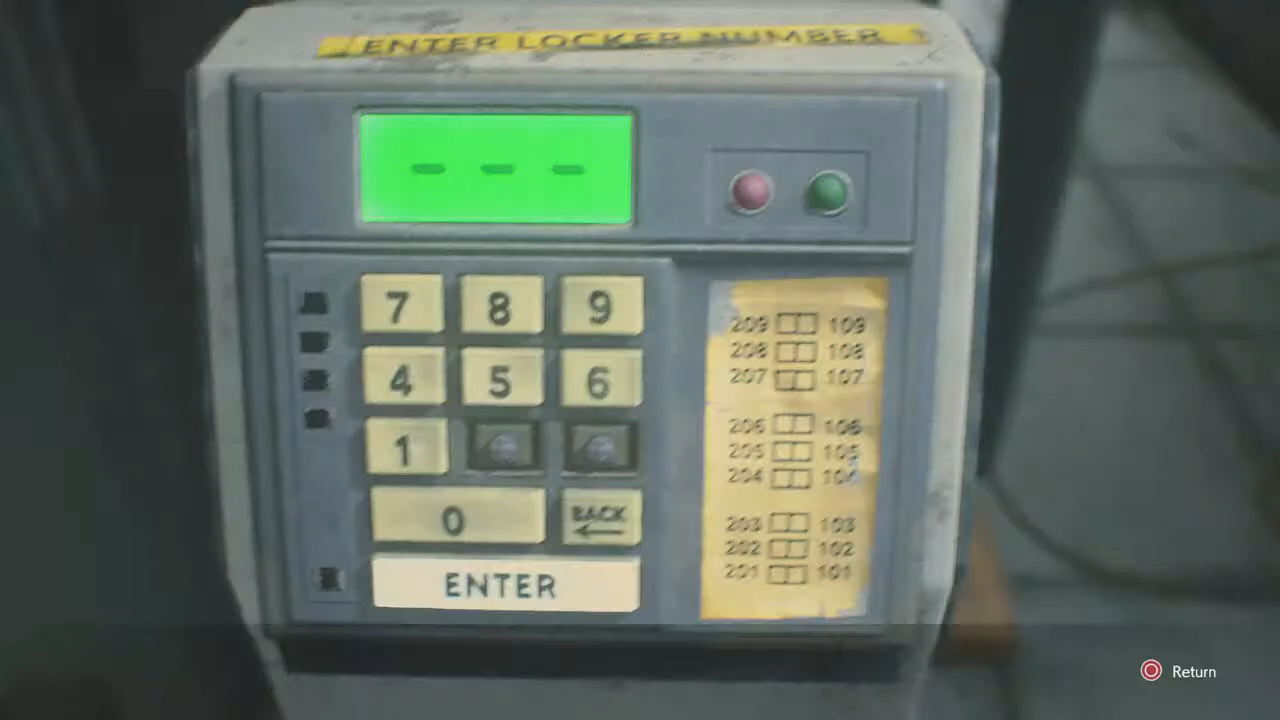 ENTER LOCKER NUMBER
- - -
7 8 9
4 5 6
1
0 BACK
ENTER
209 109
208 108
207 107
206 106
205 105
204 104
203 103
202 102
201 101
Return